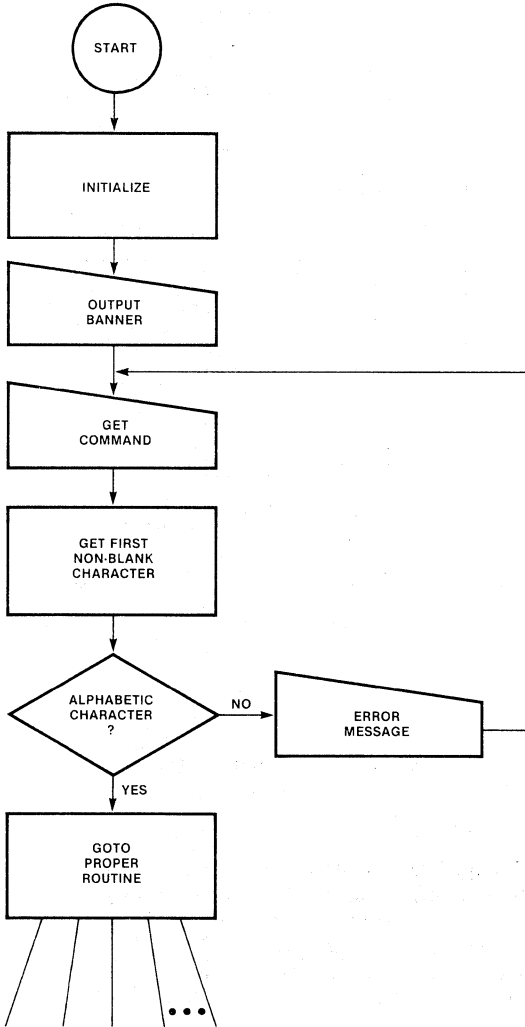 START
INITIALIZE
OUTPUT
BANNER
GET
COMMAND
GET FIRST
NON-BLANK
CHARACTER
ALPHABETIC
CHARACTER
?
NO
ERROR
MESSAGE
YES
GOTO
PROPER
ROUTINE